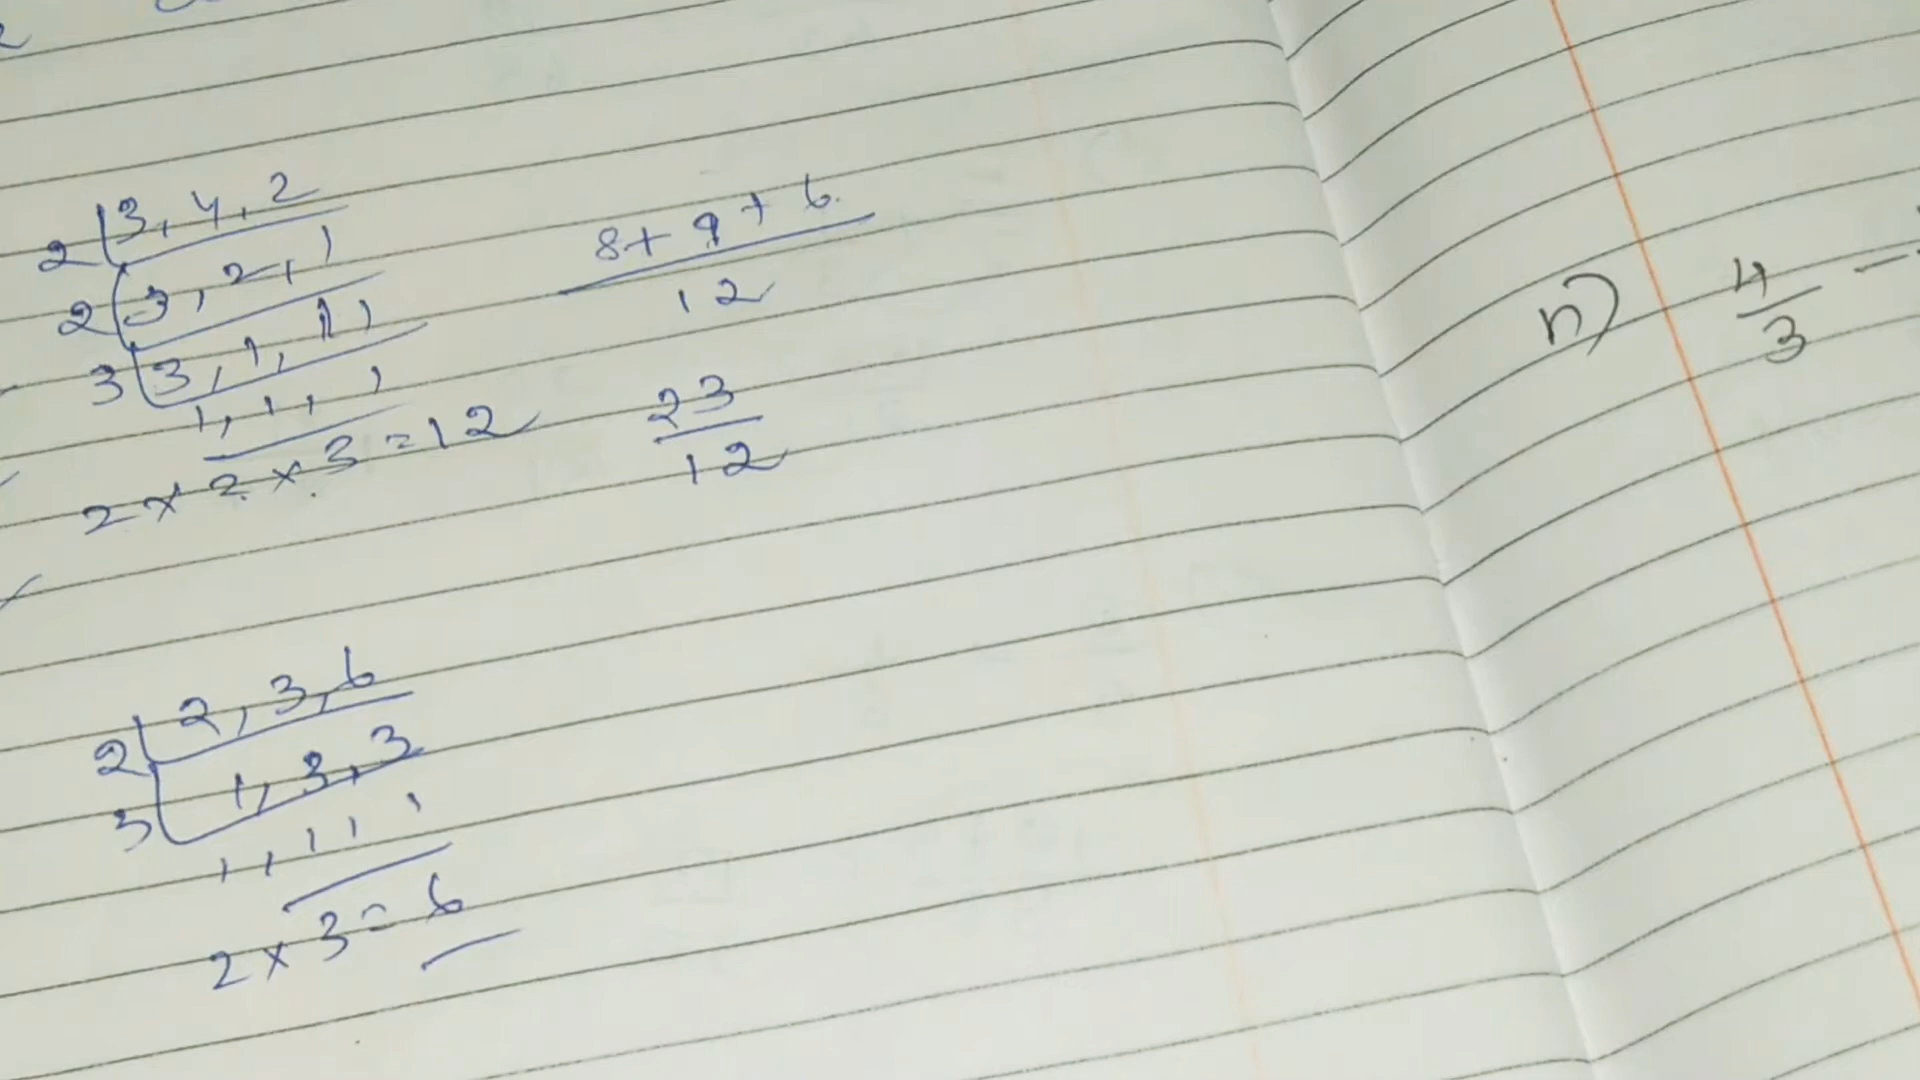 2 | 3, 4, 2
2 | 3, 2, 1
3 | 3, 1, 1 1
1, 1, 1
2 × 2 × 3 = 12
8 + 9 + 6
12
23
12
2 | 2, 3, 6
3 | 1, 3, 3
1, 1, 1
2 × 3 = 6
n) 4 -
3